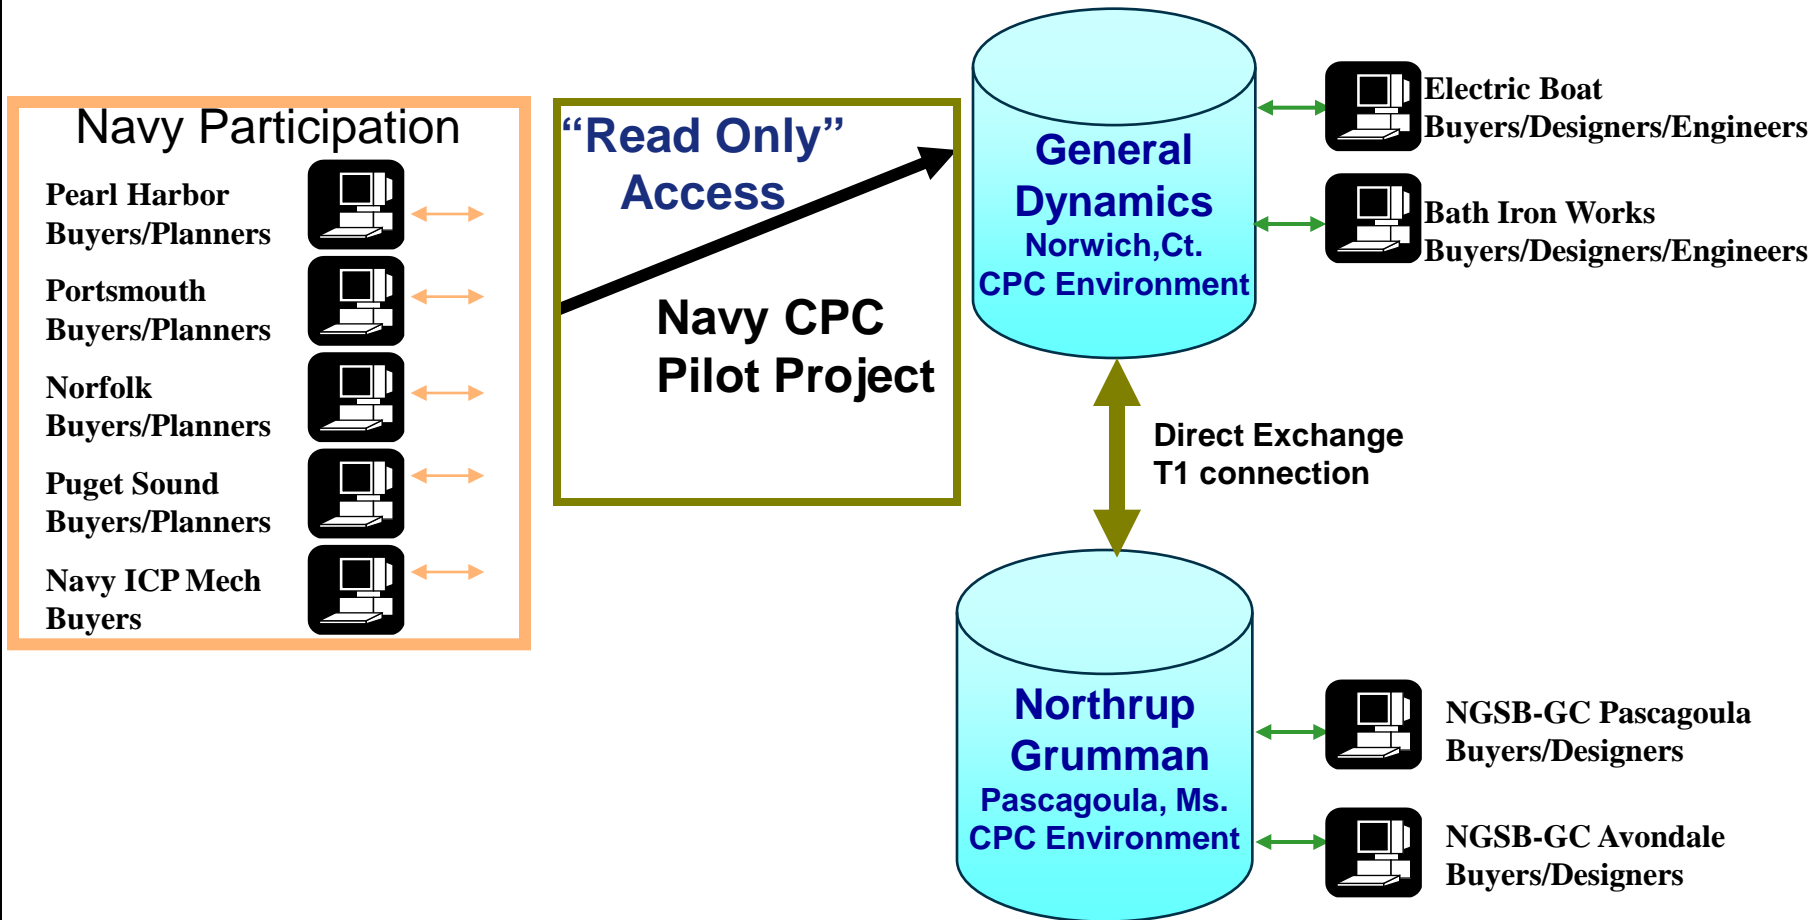 Navy Participation
Pearl Harbor
Buyers/Planners
Portsmouth
Buyers/Planners
Norfolk
Buyers/Planners
Puget Sound
Buyers/Planners
Navy ICP Mech
Buyers
“Read Only”
Access
Navy CPC
Pilot Project
General
Dynamics
Norwich,Ct.
CPC Environment
Electric Boat
Buyers/Designers/Engineers
Bath Iron Works
Buyers/Designers/Engineers
Direct Exchange
T1 connection
Northrup
Grumman
Pascagoula, Ms.
CPC Environment
NGSB-GC Pascagoula
Buyers/Designers
NGSB-GC Avondale
Buyers/Designers